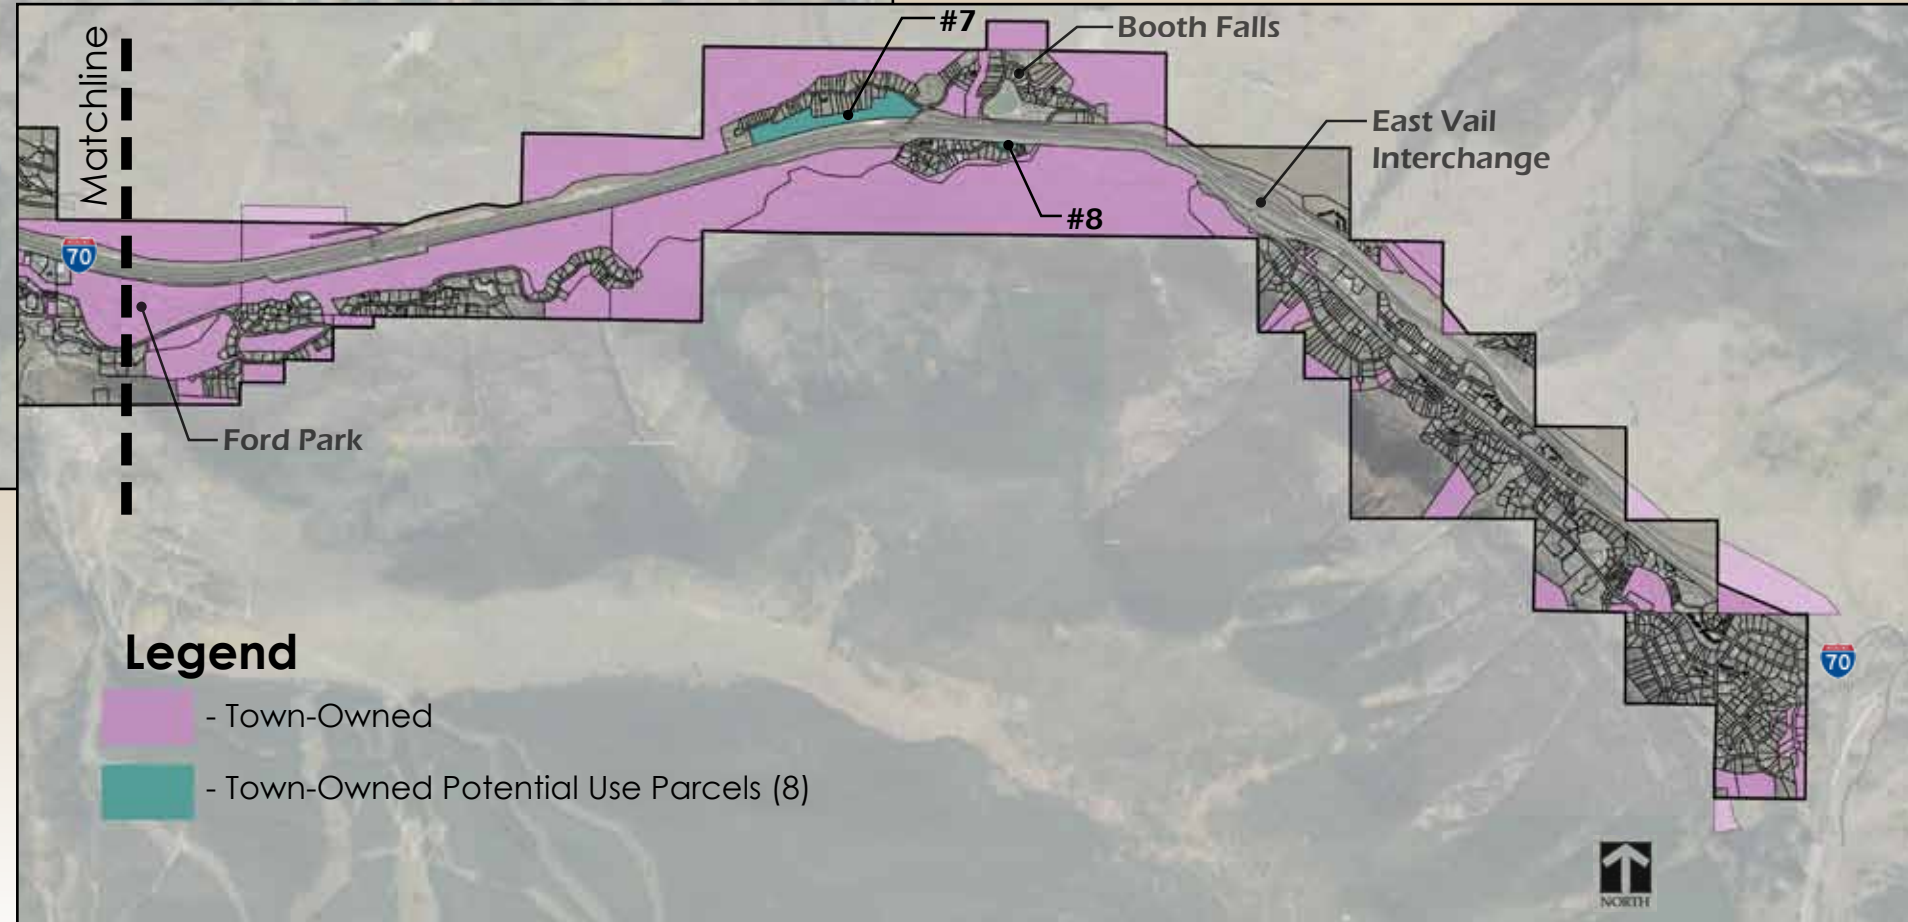 Matchline
#7
Booth Falls
East Vail
Interchange
#8
70
Ford Park
Legend
- Town-Owned
- Town-Owned Potential Use Parcels (8)
70
NORTH